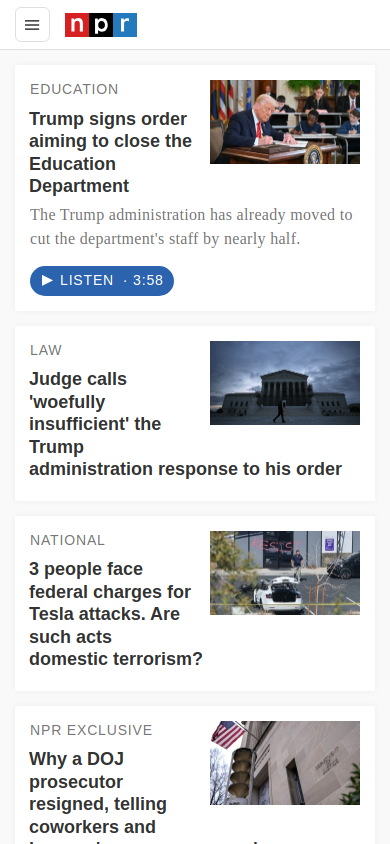 npr
EDUCATION
Trump signs order
aiming to close the
Education
Department
The Trump administration has already moved to
cut the department's staff by nearly half.
LISTEN · 3:58
LAW
Judge calls
'woefully
insufficient' the
Trump
administration response to his order
NATIONAL
3 people face
federal charges for
Tesla attacks. Are
such acts
domestic terrorism?
NPR EXCLUSIVE
Why a DOJ
prosecutor
resigned, telling
coworkers and